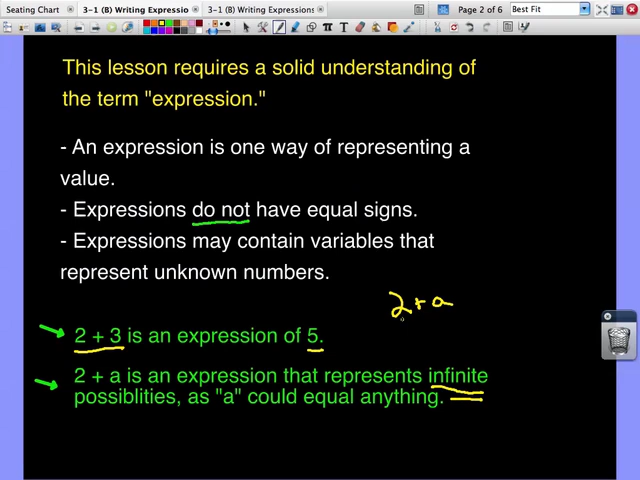 Seating Chart
3–1 (B) Writing Expressio
3–1 (B) Writing Expressions
Page 2 of 6
Best Fit
This lesson requires a solid understanding of
the term "expression."
- An expression is one way of representing a
value.
- Expressions do not have equal signs.
- Expressions may contain variables that
represent unknown numbers.
2 + a
2 + 3 is an expression of 5.
2 + a is an expression that represents infinite
possiblities, as "a" could equal anything.